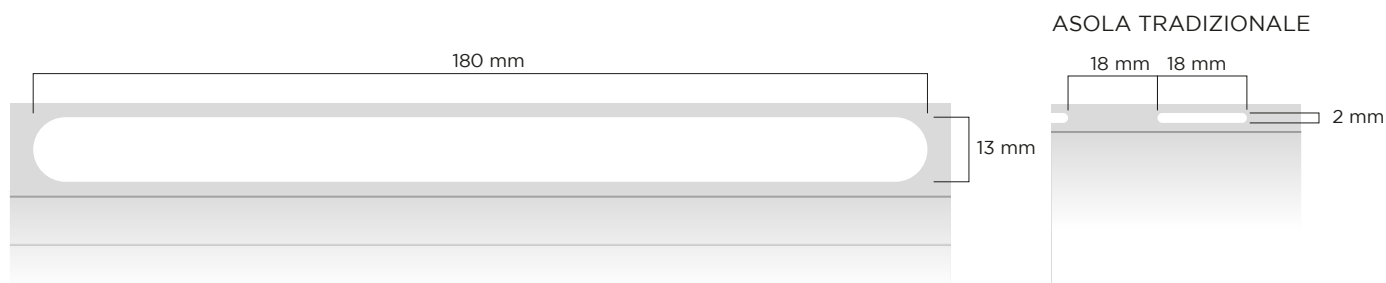 ASOLA TRADIZIONALE
180 mm
18 mm 18 mm
2 mm
13 mm